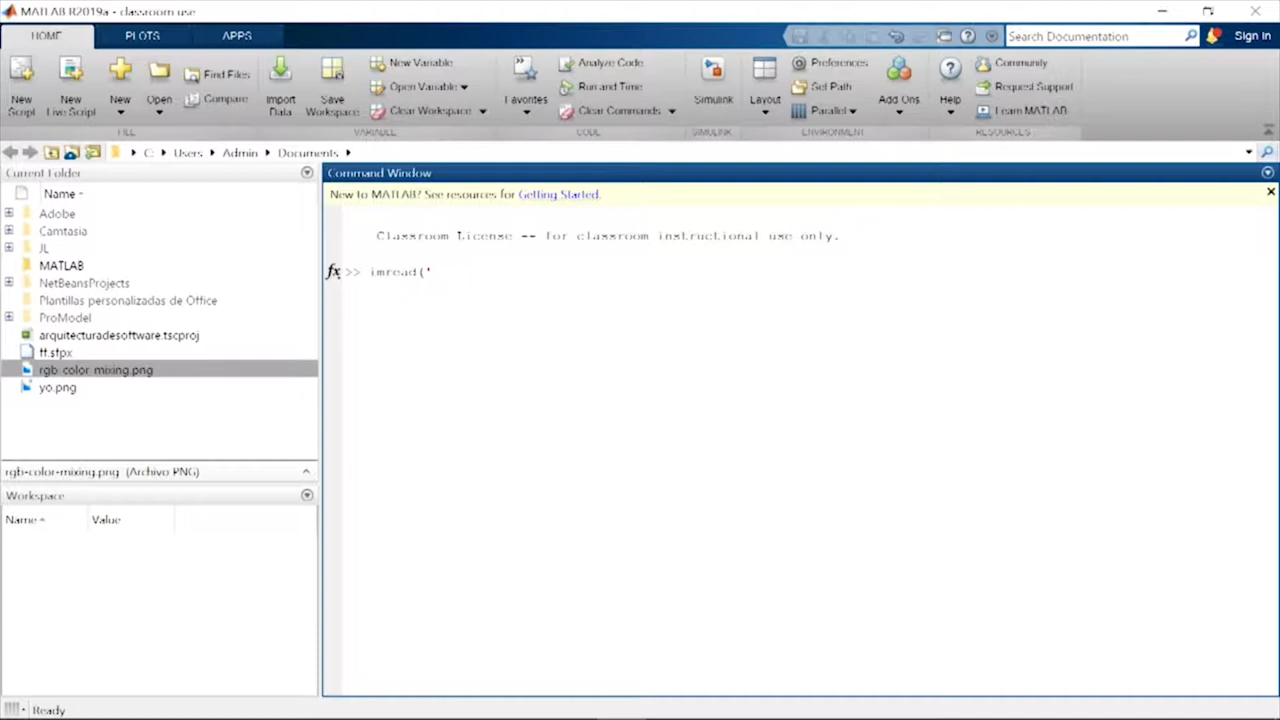 MATLAB R2019a - classroom use
HOME PLOTS APPS
Search Documentation
Sign In
New Script
New Live Script
New
Open
Find Files
Compare
FILE
Import Data
Save Workspace
New Variable
Open Variable
Clear Workspace
VARIABLE
Favorites
Analyze Code
Run and Time
Clear Commands
CODE
Simulink
SIMULINK
Layout
Preferences
Set Path
Parallel
ENVIRONMENT
Add-Ons
Help
Community
Request Support
Learn MATLAB
RESOURCES
C: Users Admin Documents
Current Folder
Name
Adobe
Camtasia
JL
MATLAB
NetBeansProjects
Plantillas personalizadas de Office
ProModel
arquitecturadesoftware.tscproj
ff.sfpx
rgb-color-mixing.png
yo.png
rgb-color-mixing.png (Archivo PNG)
Workspace
Name Value
Command Window
New to MATLAB? See resources for Getting Started.
Classroom License -- for classroom instructional use only.
fx >> imread('
Ready